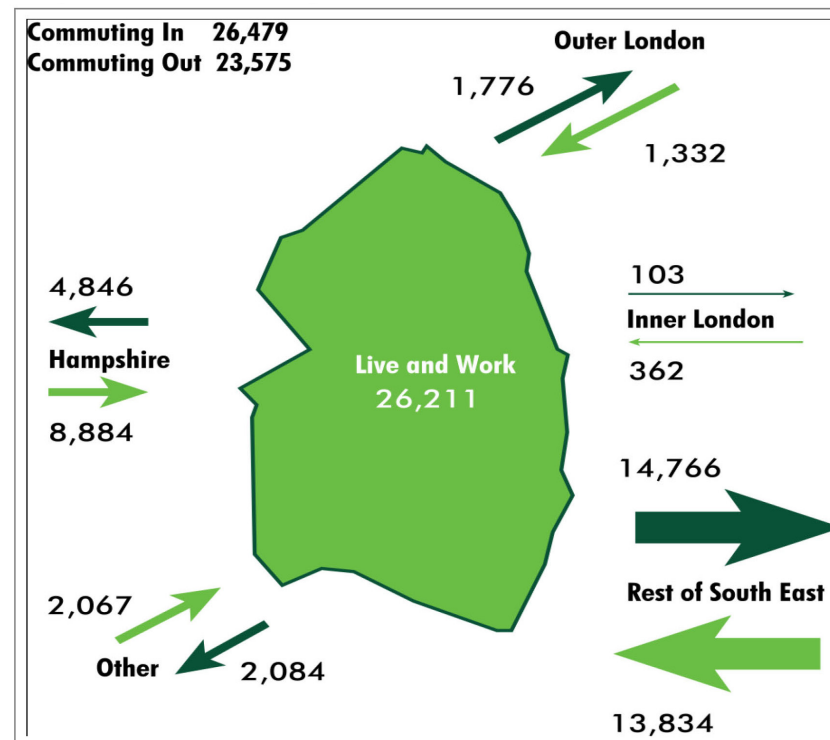 Commuting In 26,479
Commuting Out 23,575
Outer London
1,776
1,332
4,846
Hampshire
8,884
103
Inner London
362
Live and Work
26,211
14,766
Rest of South East
13,834
2,067
Other
2,084